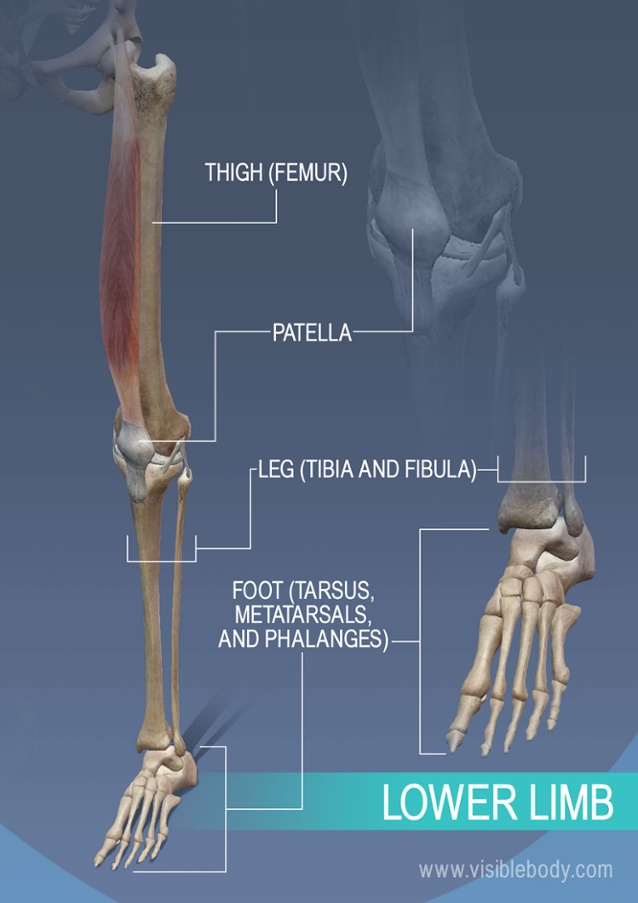 THIGH (FEMUR)
PATELLA
LEG (TIBIA AND FIBULA)
FOOT (TARSUS,
METATARSALS,
AND PHALANGES)
LOWER LIMB
www.visiblebody.com